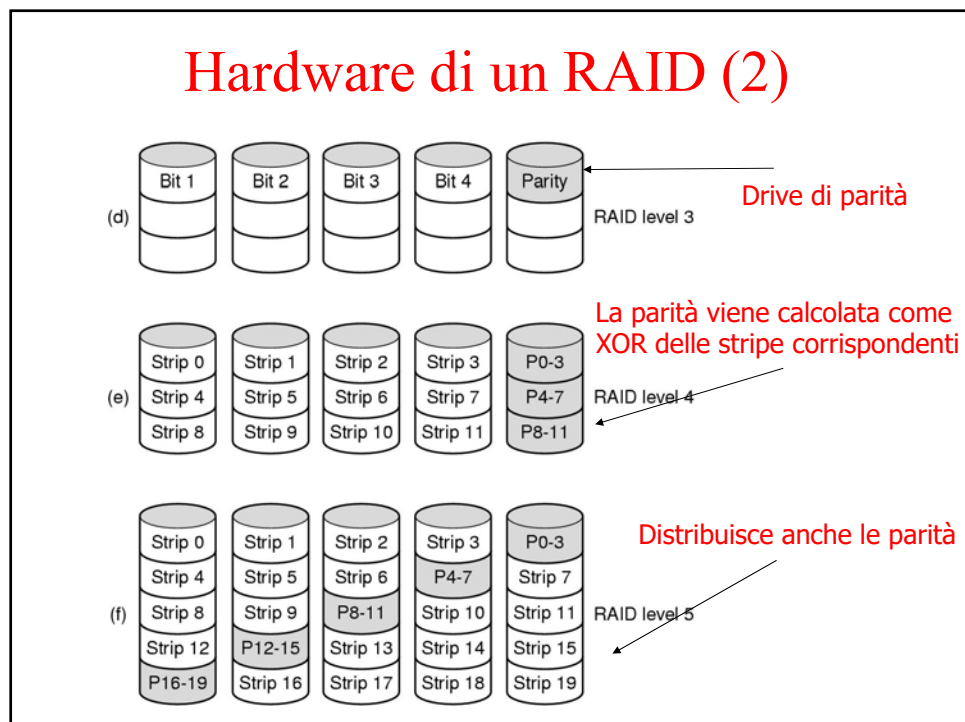 Hardware di un RAID (2)
Bit 1 Bit 2 Bit 3 Bit 4 Parity
Drive di parità
(d) RAID level 3
La parità viene calcolata come
XOR delle stripe corrispondenti
Strip 0 Strip 1 Strip 2 Strip 3 P0-3
(e) Strip 4 Strip 5 Strip 6 Strip 7 P4-7 RAID level 4
Strip 8 Strip 9 Strip 10 Strip 11 P8-11
Strip 0 Strip 1 Strip 2 Strip 3 P0-3
Distribuisce anche le parità
Strip 4 Strip 5 Strip 6 P4-7 Strip 7
(f) Strip 8 Strip 9 P8-11 Strip 10 Strip 11 RAID level 5
Strip 12 P12-15 Strip 13 Strip 14 Strip 15
P16-19 Strip 16 Strip 17 Strip 18 Strip 19